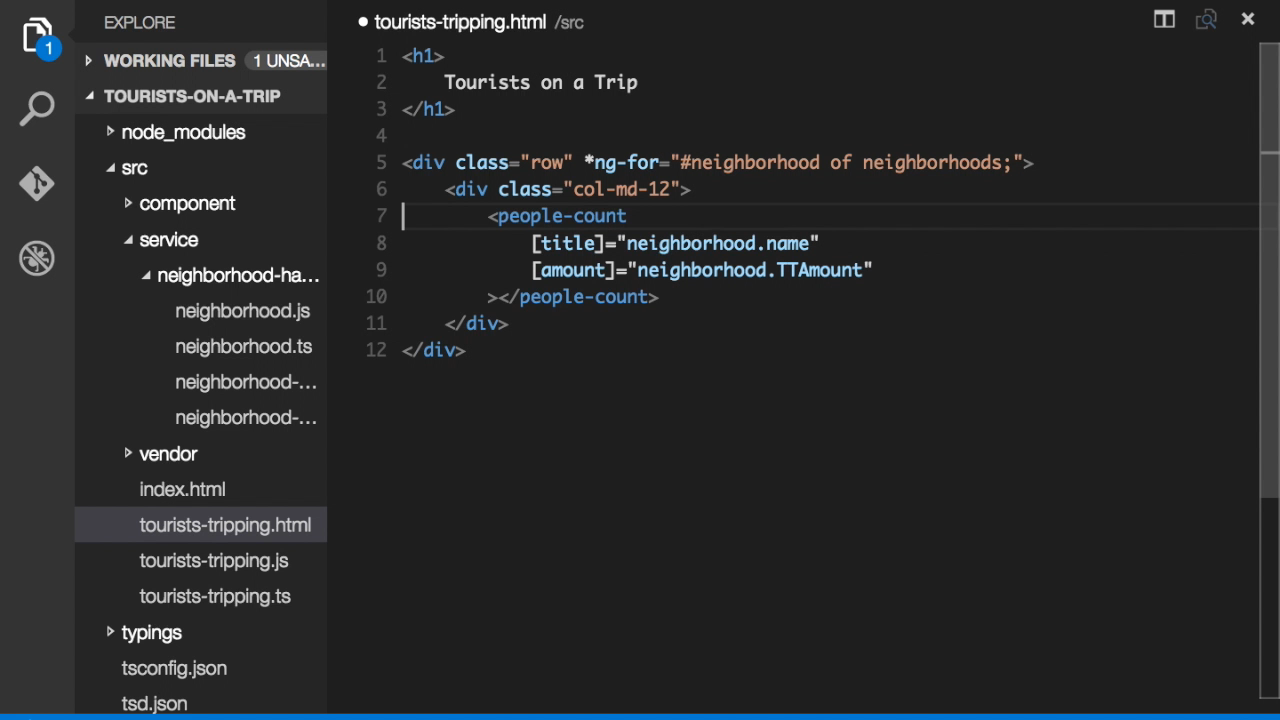 EXPLORE
1
WORKING FILES 1 UNSA...
TOURISTS-ON-A-TRIP
node_modules
src
component
service
neighborhood-ha...
neighborhood.js
neighborhood.ts
neighborhood-...
neighborhood-...
vendor
index.html
tourists-tripping.html
tourists-tripping.js
tourists-tripping.ts
typings
tsconfig.json
tsd.json
tourists-tripping.html /src
1 <h1>
2 Tourists on a Trip
3 </h1>
4
5 <div class="row" *ng-for="#neighborhood of neighborhoods;">
6 <div class="col-md-12">
7 <people-count
8 [title]="neighborhood.name"
9 [amount]="neighborhood.TTAmount"
10 ></people-count>
11 </div>
12 </div>